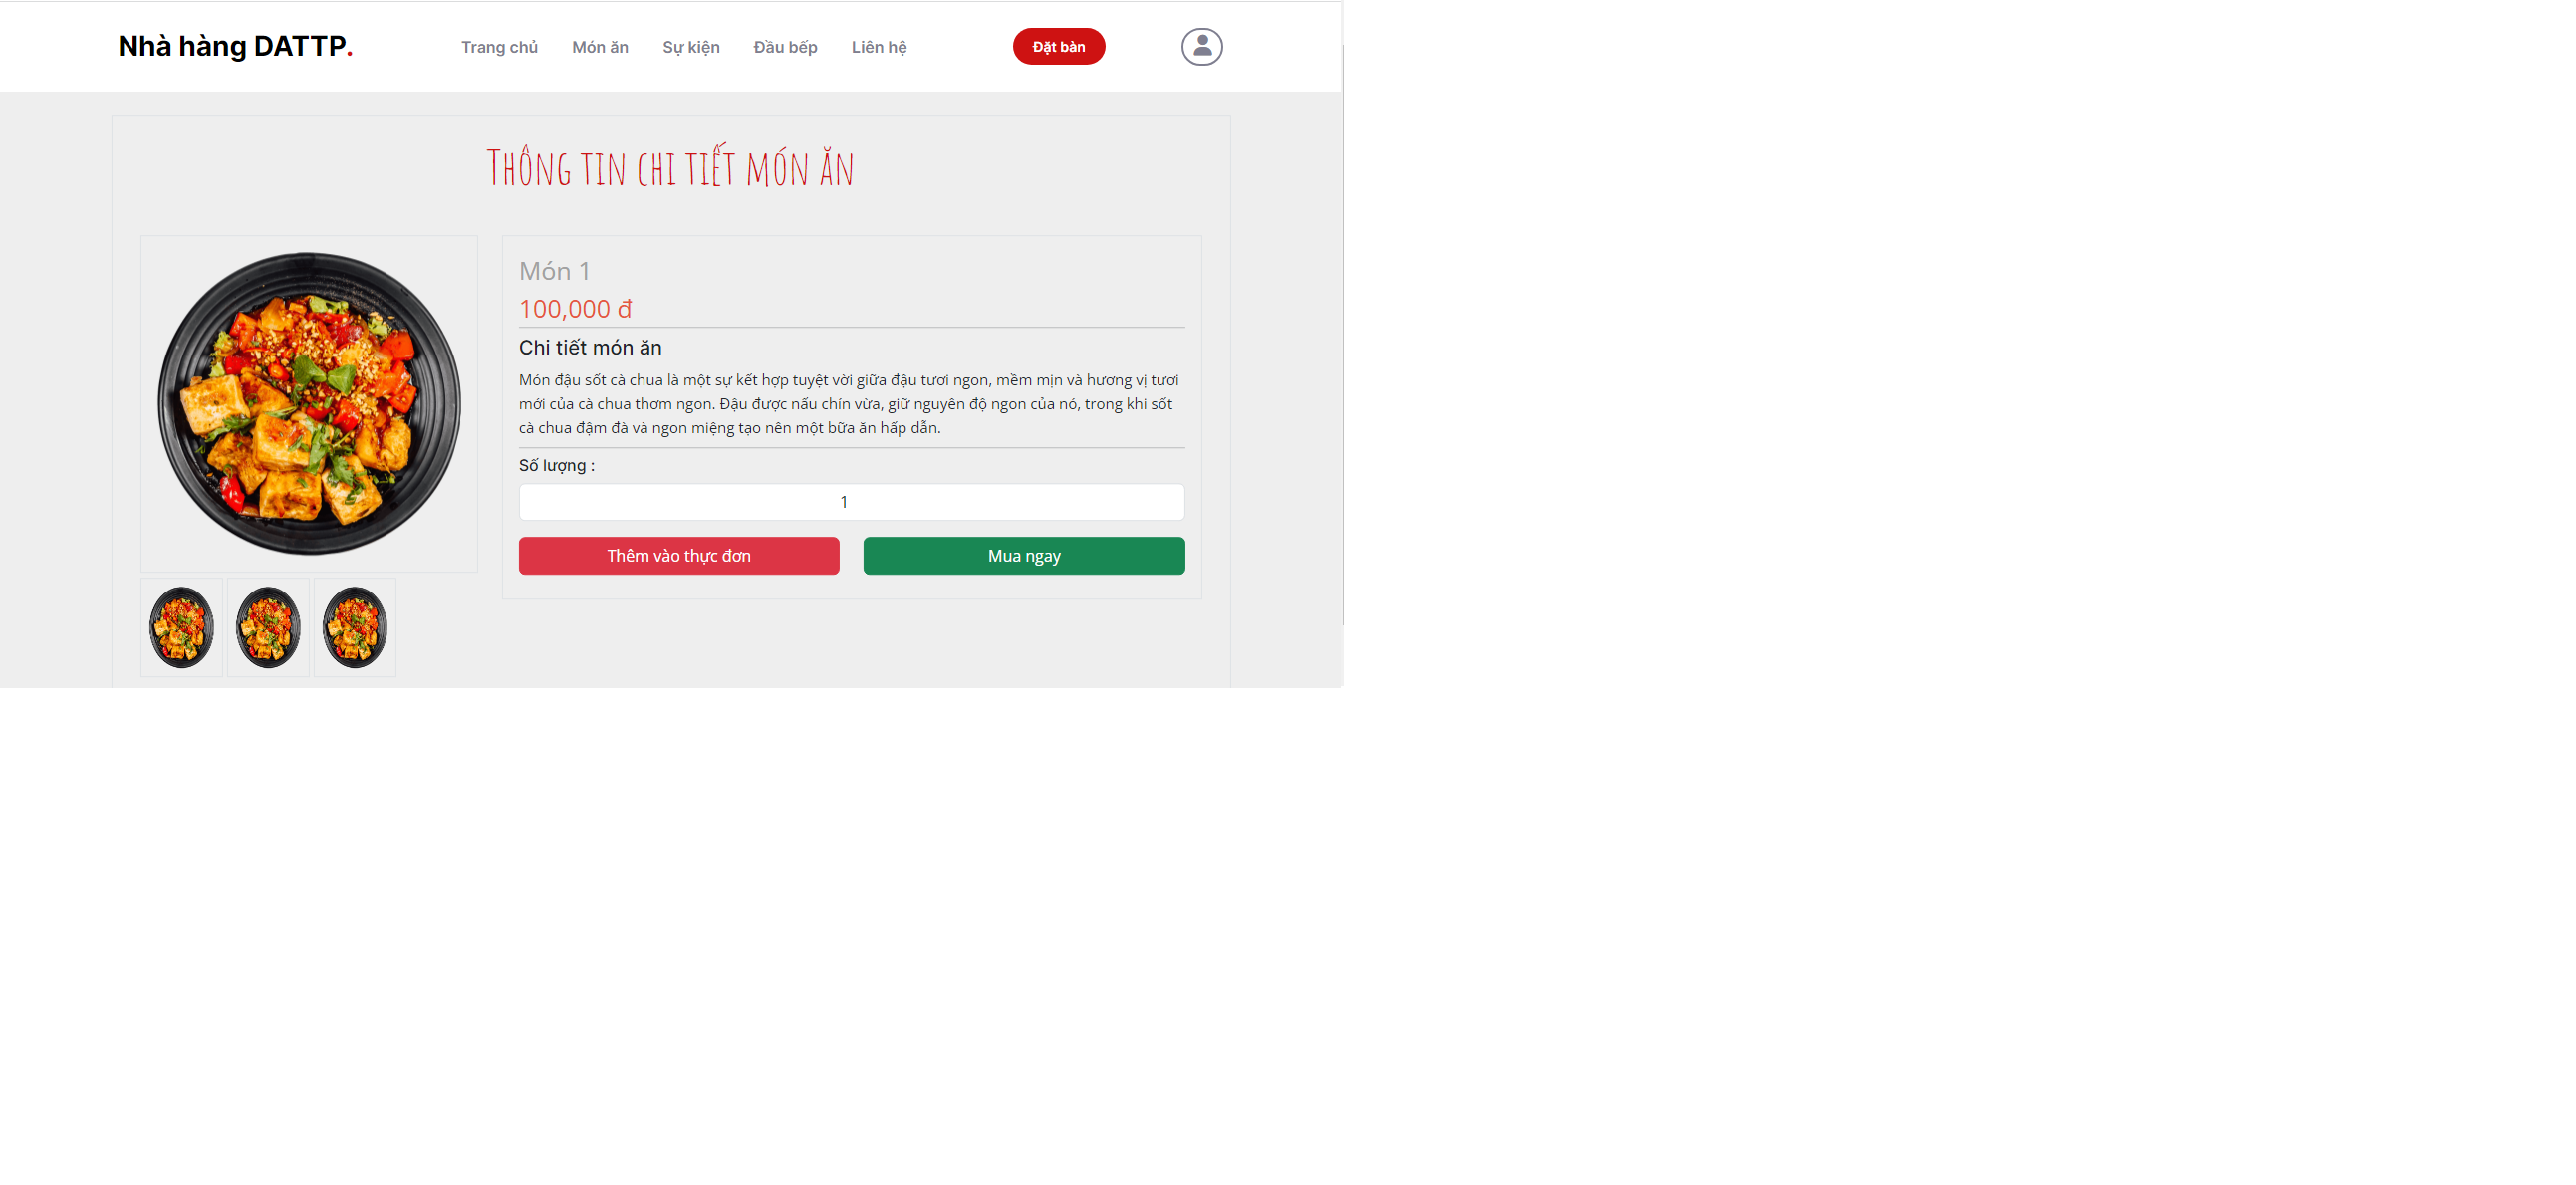 Nhà hàng DATTP.
Trang chủ
Món ăn
Sự kiện
Đầu bếp
Liên hệ
Đặt bàn
Thông tin chi tiết món ăn
Món 1
100,000 đ
Chi tiết món ăn
Món đậu sốt cà chua là một sự kết hợp tuyệt vời giữa đậu tươi ngon, mềm mịn và hương vị tươi
mới của cà chua thơm ngon. Đậu được nấu chín vừa, giữ nguyên độ ngon của nó, trong khi sốt
cà chua đậm đà và ngon miệng tạo nên một bữa ăn hấp dẫn.
Số lượng :
1
Thêm vào thực đơn
Mua ngay